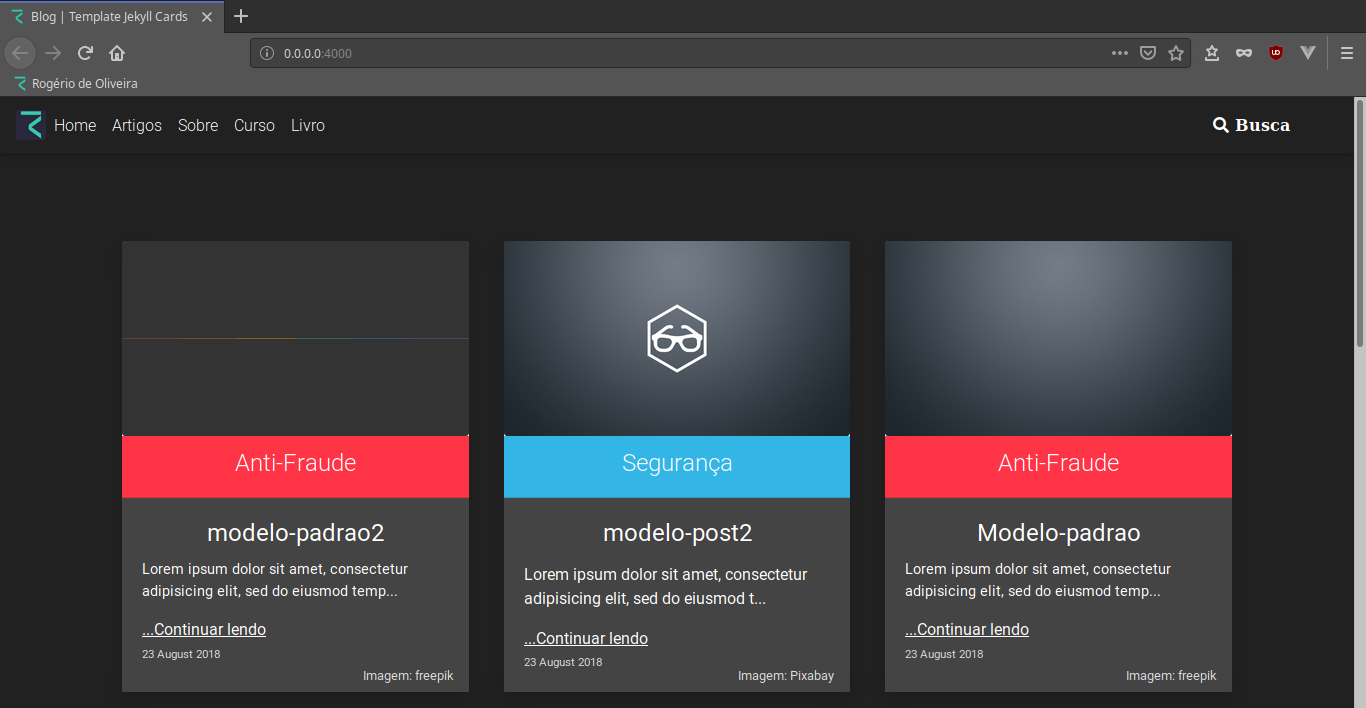 Blog | Template Jekyll Cards
0.0.0.0:4000
Rogério de Oliveira
Home Artigos Sobre Curso Livro
Busca
Anti-Fraude
modelo-padrao2
Lorem ipsum dolor sit amet, consectetur
adipisicing elit, sed do eiusmod temp...
...Continuar lendo
23 August 2018
Imagem: freepik
Segurança
modelo-post2
Lorem ipsum dolor sit amet, consectetur
adipisicing elit, sed do eiusmod t...
...Continuar lendo
23 August 2018
Imagem: Pixabay
Anti-Fraude
Modelo-padrao
Lorem ipsum dolor sit amet, consectetur
adipisicing elit, sed do eiusmod temp...
...Continuar lendo
23 August 2018
Imagem: freepik